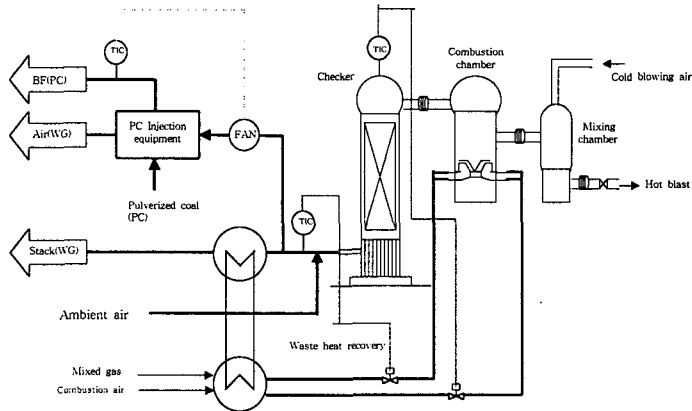 TIC
BF(PC)
Air(WG)
PC Injection
equipment
FAN
Pulverized coal
(PC)
TIC
Stack(WG)
Ambient air
Waste heat recovery
Mixed gas
Combustion air
TIC
Checker
Combustion
chamber
Cold blowing air
Mixing
chamber
Hot blast